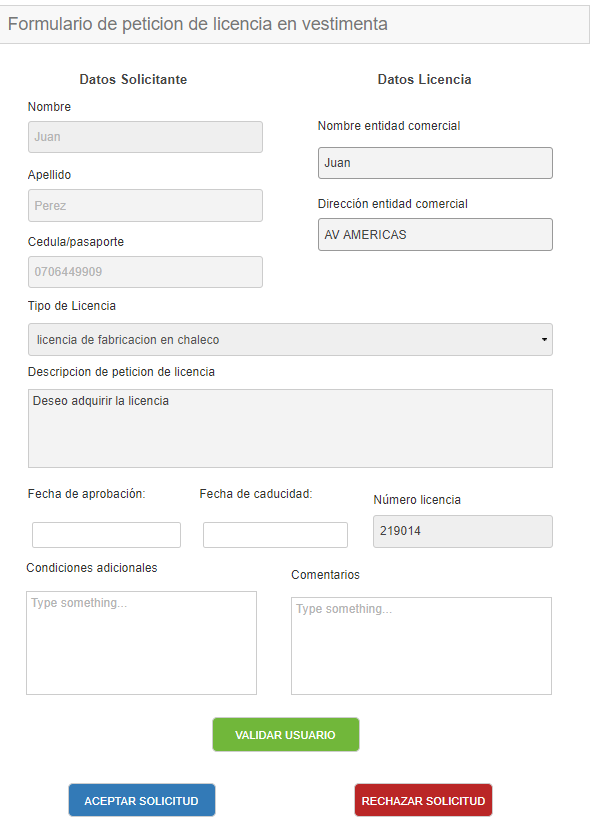 Formulario de peticion de licencia en vestimenta
Datos Solicitante
Nombre
Juan
Apellido
Perez
Cedula/pasaporte
0706449909
Datos Licencia
Nombre entidad comercial
Juan
Dirección entidad comercial
AV AMERICAS
Tipo de Licencia
licencia de fabricacion en chaleco
Descripcion de peticion de licencia
Deseo adquirir la licencia
Fecha de aprobación:
Fecha de caducidad:
Número licencia
219014
Condiciones adicionales
Type something...
Comentarios
Type something...
VALIDAR USUARIO
ACEPTAR SOLICITUD
RECHAZAR SOLICITUD